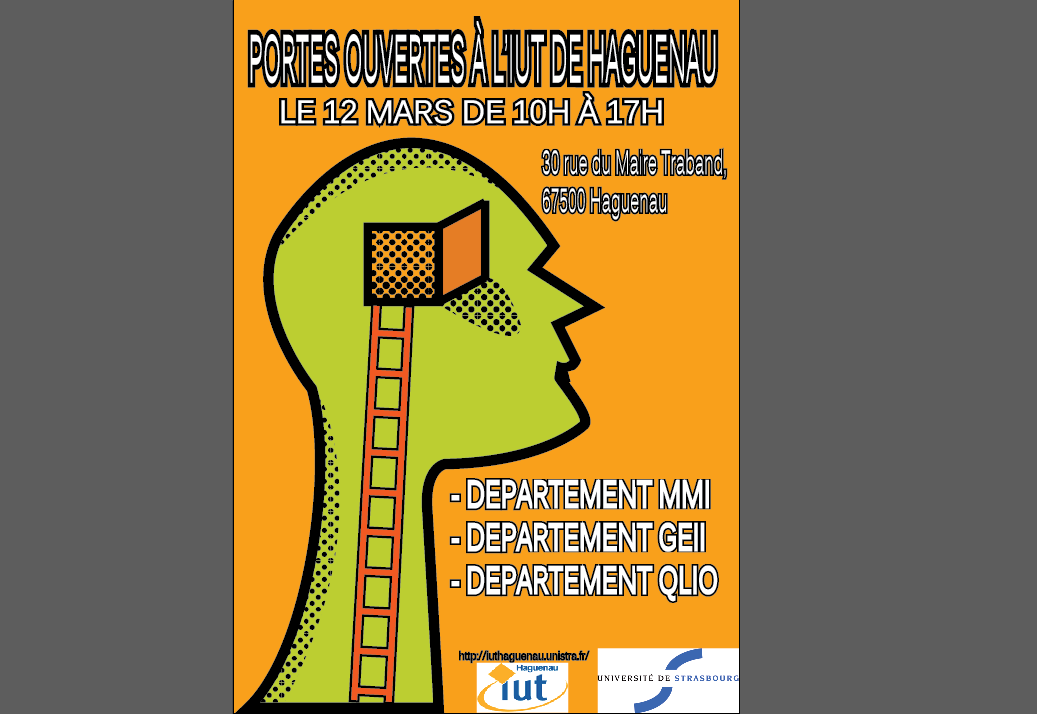 PORTES OUVERTES À L'IUT DE HAGUENAU
LE 12 MARS DE 10H À 17H
30 rue du Maire Traband,
67500 Haguenau
- DEPARTEMENT MMI
- DEPARTEMENT GEII
- DEPARTEMENT QLIO
http://iuthaguenau.unistra.fr/
Haguenau
iut
UNIVERSITÉ DE STRASBOURG